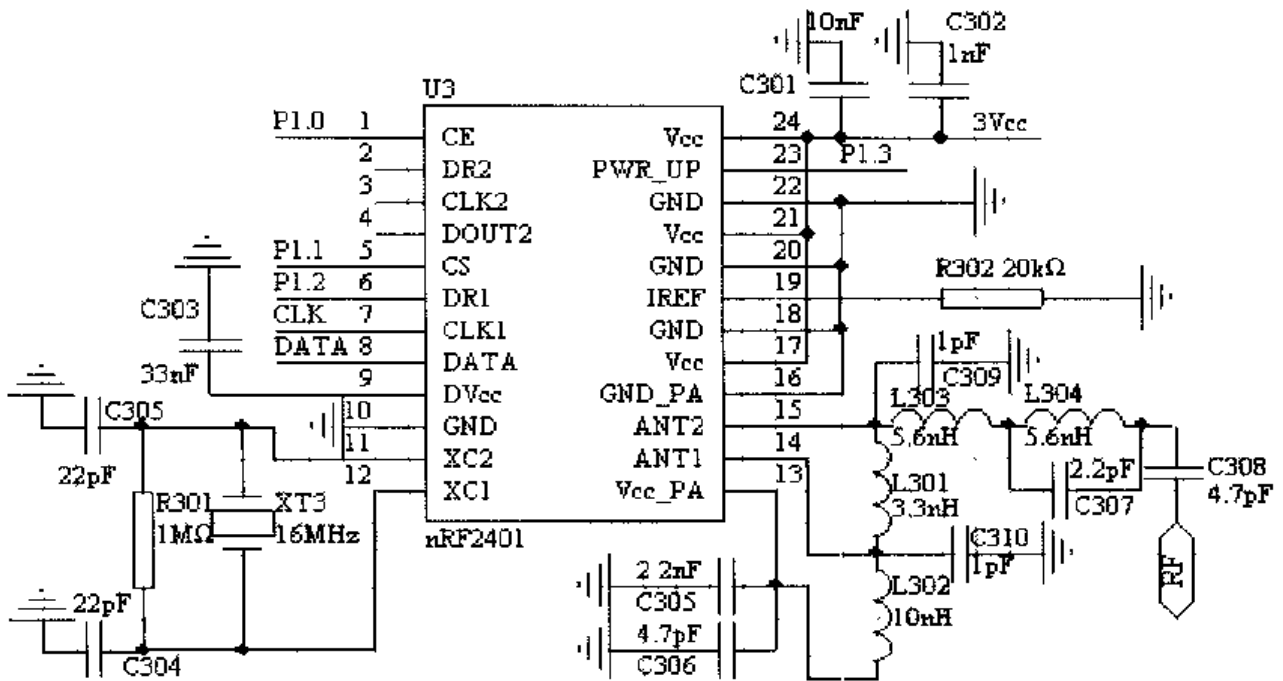 10nF
C302
1nF
C301
U3
P1.0 1 CE Vcc 24 3Vcc
2 DR2 PWR_UP 23 P1.3
3 CLK2 GND 22
4 DOUT2 Vcc 21
P1.1 5 CS GND 20
P1.2 6 DR1 IREF 19 R302 20kΩ
CLK 7 CLK1 GND 18
DATA 8 DATA Vcc 17
9 DVcc GND_PA 16
10 GND ANT2 15
11 XC2 ANT1 14
12 XC1 Vcc_PA 13
nRF2401
C303
33nF
C305
22pF
R301
1MΩ
XT3
16MHz
22pF
C304
1pF
C309
L303
5.6nH
L304
5.6nH
2.2pF
C307
C308
4.7pF
RF
L301
3.3nH
C310
1pF
L302
10nH
2 2nF
C305
4.7pF
C306